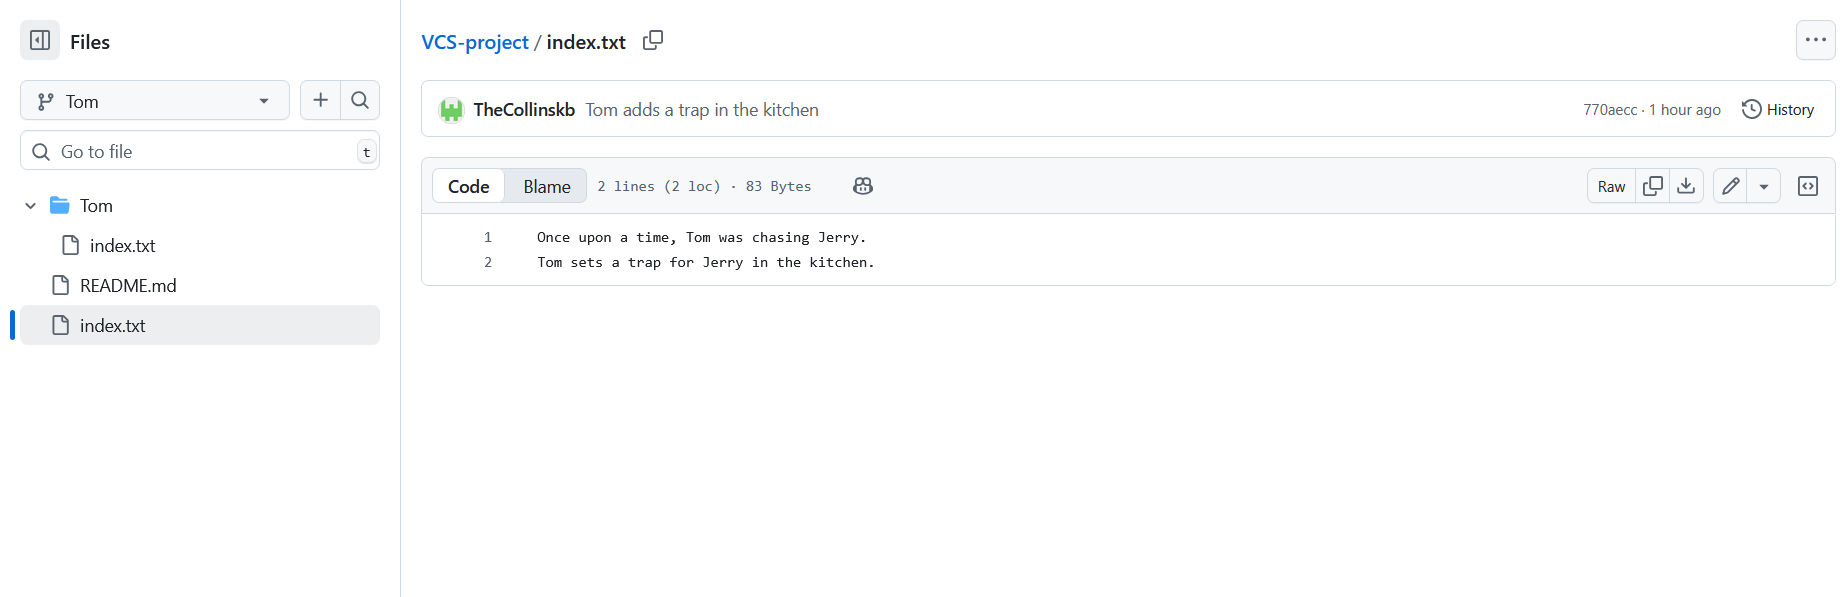 Files
Tom
Go to file
t
Tom
index.txt
README.md
index.txt
VCS-project / index.txt
TheCollinskb Tom adds a trap in the kitchen
770aecc · 1 hour ago
History
Code Blame 2 lines (2 loc) · 83 Bytes
Raw
1 Once upon a time, Tom was chasing Jerry.
2 Tom sets a trap for Jerry in the kitchen.